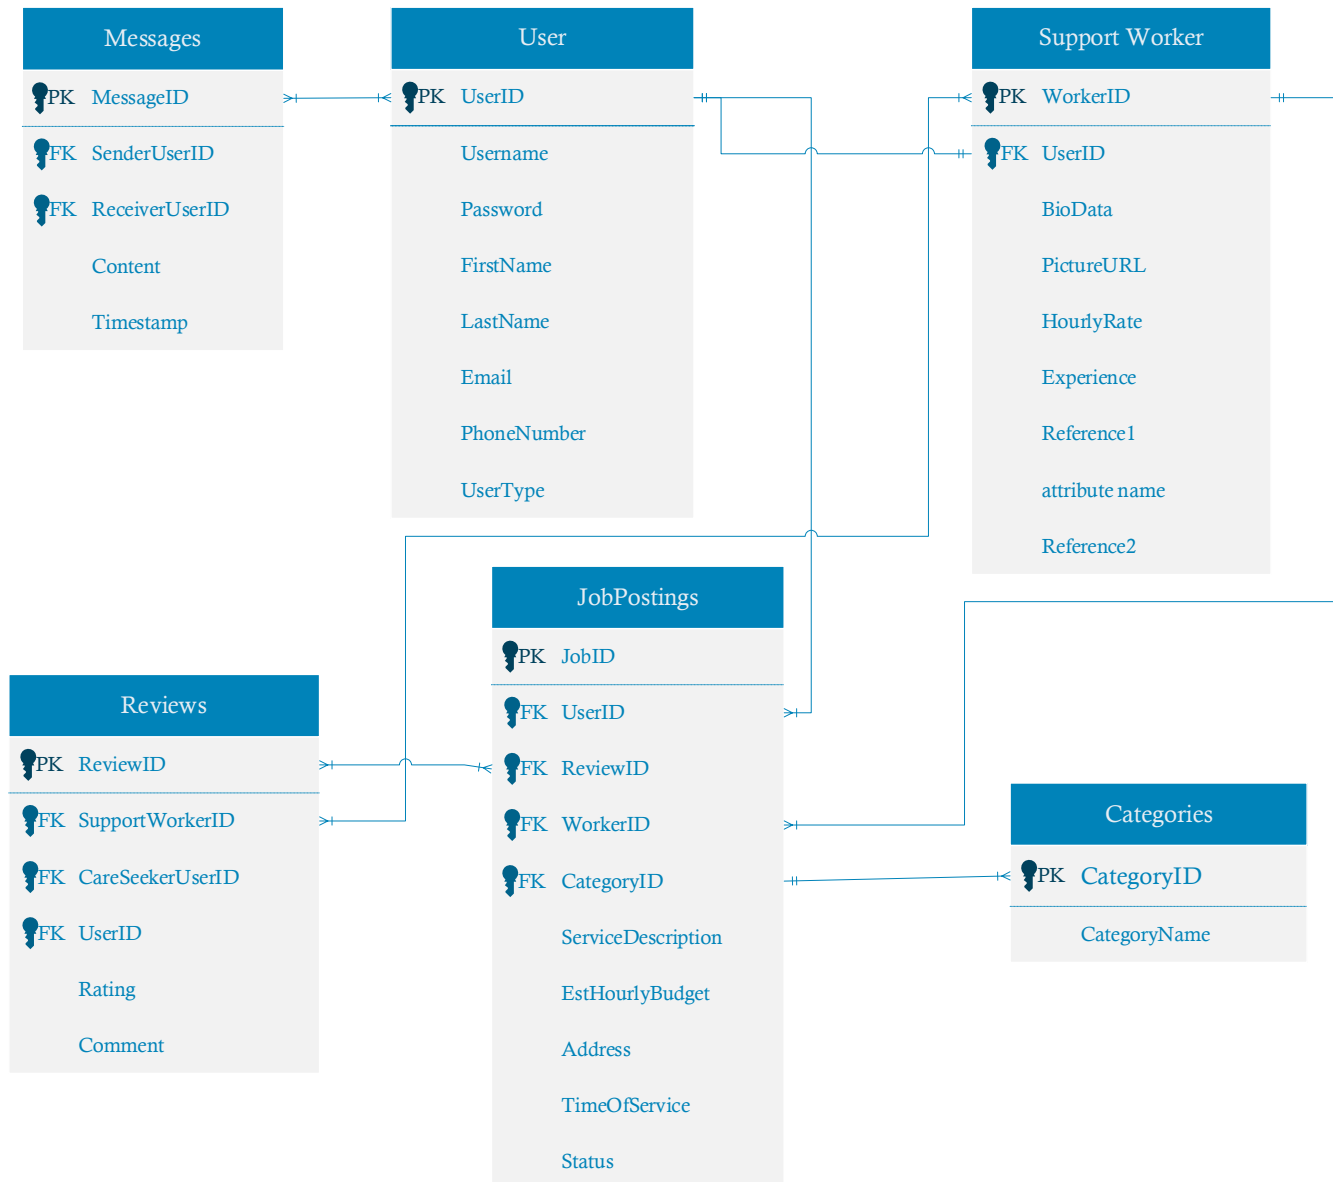 Messages
PK MessageID
FK SenderUserID
FK ReceiverUserID
Content
Timestamp
User
PK UserID
Username
Password
FirstName
LastName
Email
PhoneNumber
UserType
Support Worker
PK WorkerID
FK UserID
BioData
PictureURL
HourlyRate
Experience
Reference1
attribute name
Reference2
JobPostings
PK JobID
FK UserID
FK ReviewID
FK WorkerID
FK CategoryID
ServiceDescription
EstHourlyBudget
Address
TimeOfService
Status
Reviews
PK ReviewID
FK SupportWorkerID
FK CareSeekerUserID
FK UserID
Rating
Comment
Categories
PK CategoryID
CategoryName